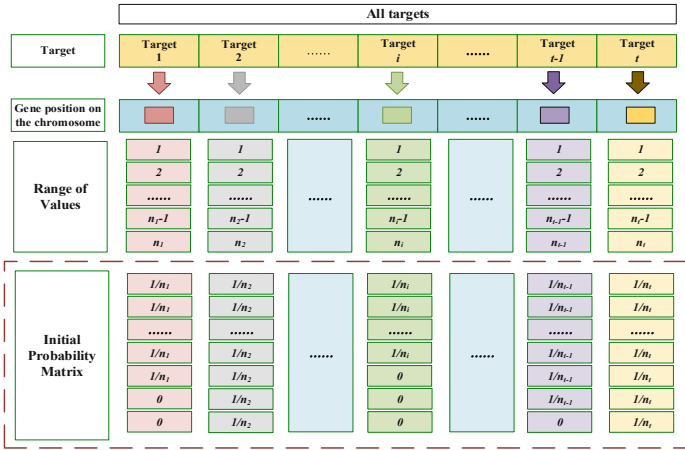 All targets
Target
Target 1
Target 2
......
Target i
......
Target t-1
Target t
Gene position on
the chromosome
......
......
Range of
Values
1 1 1 1 1
2 2 2 2 2
...... ...... ...... ...... ...... ...... ......
n₁-1 n₂-1 nᵢ-1 nₜ₋₁-1 nₜ-1
n₁ n₂ nᵢ nₜ₋₁ nₜ
Initial
Probability
Matrix
1/n₁ 1/n₂ 1/nᵢ 1/nₜ₋₁ 1/nₜ
1/n₁ 1/n₂ 1/nᵢ 1/nₜ₋₁ 1/nₜ
...... ...... ...... ...... ......
1/n₁ 1/n₂ ...... 1/nᵢ ...... 1/nₜ₋₁ 1/nₜ
1/n₁ 1/n₂ 0 1/nₜ₋₁ 1/nₜ
0 1/n₂ 0 1/nₜ₋₁ 1/nₜ
0 1/n₂ 0 0 1/nₜ